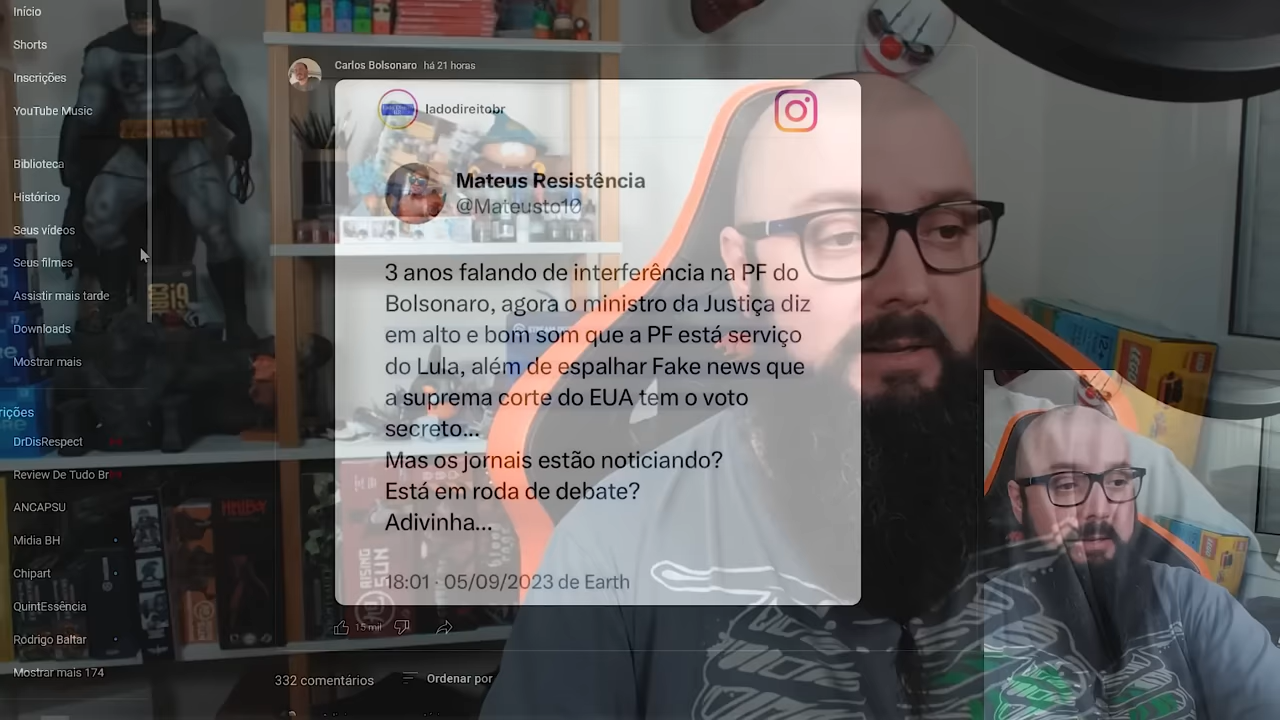 Início
Shorts
Inscrições
YouTube Music
Biblioteca
Histórico
Seus vídeos
Seus filmes
Assistir mais tarde
Downloads
Mostrar mais
rições
DrDisRespect
Review De Tudo Br
ANCAPSU
Midia BH
Chipart
QuintEssência
Rodrigo Baltar
Mostrar mais 174
Carlos Bolsonaro há 21 horas
ladodireitobr
Mateus Resistência
@Mateusto10
3 anos falando de interferência na PF do
Bolsonaro, agora o ministro da Justiça diz
em alto e bom som que a PF está serviço
do Lula, além de espalhar Fake news que
a suprema corte do EUA tem o voto
secreto...
Mas os jornais estão noticiando?
Está em roda de debate?
Adivinha...
18:01 · 05/09/2023 de Earth
15 mil
332 comentários
Ordenar por
HELLBOY
RISING
SUN
blood
LEGO